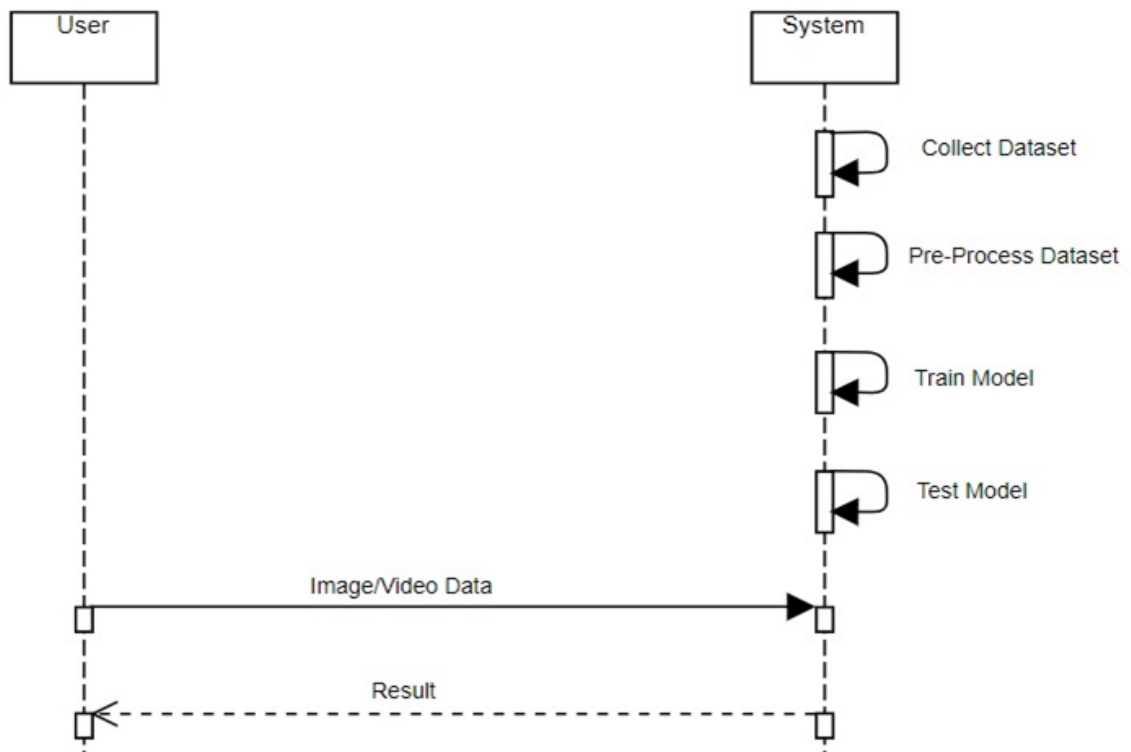 User
System
Collect Dataset
Pre-Process Dataset
Train Model
Test Model
Image/Video Data
Result